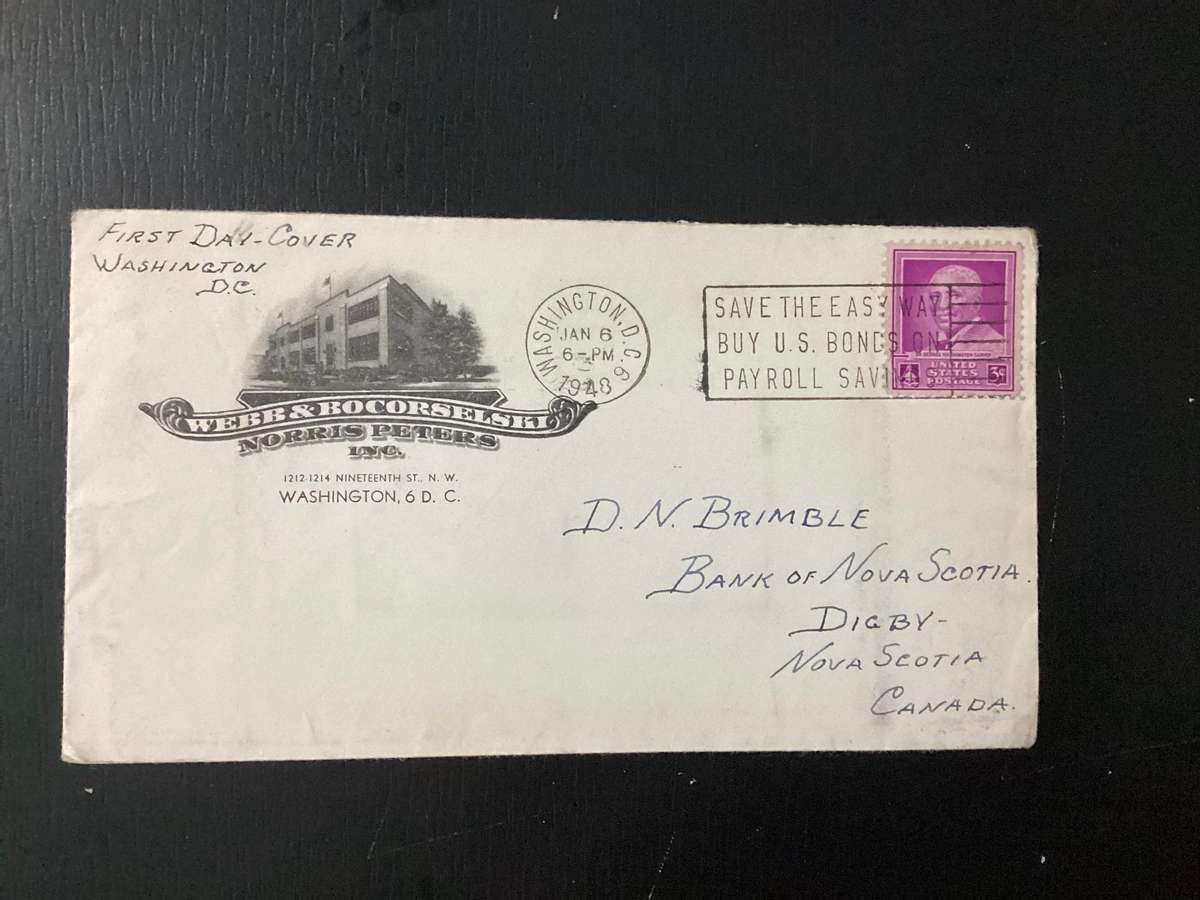 FIRST DAY-COVER
WASHINGTON
D.C.
WEBB & BOCORSELSKI
NORRIS PETERS
INC.
1212-1214 NINETEENTH ST., N. W.
WASHINGTON, 6 D. C.
WASHINGTON, D.C. 6
JAN 6
6-PM
1948
SAVE THE EASY WAY
BUY U.S. BONDS ON
PAYROLL SAV
UNITED
STATES
POSTAGE
3¢
D. N. BRIMBLE
BANK OF NOVA SCOTIA.
DIGBY-
NOVA SCOTIA
CANADA.